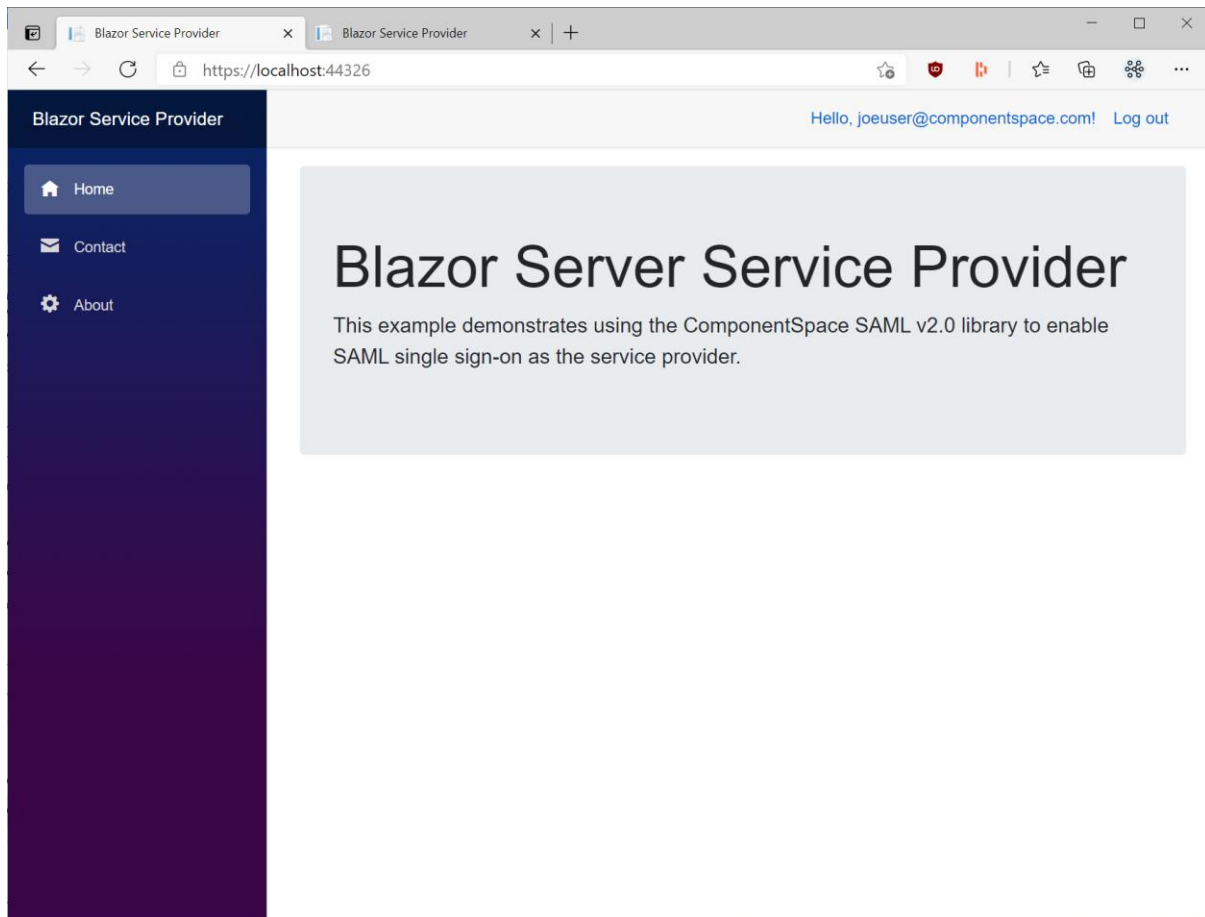 Blazor Service Provider
Blazor Service Provider
https://localhost:44326
Blazor Service Provider
Hello, joeuser@componentspace.com! Log out
Home
Contact
About
Blazor Server Service Provider
This example demonstrates using the ComponentSpace SAML v2.0 library to enable
SAML single sign-on as the service provider.